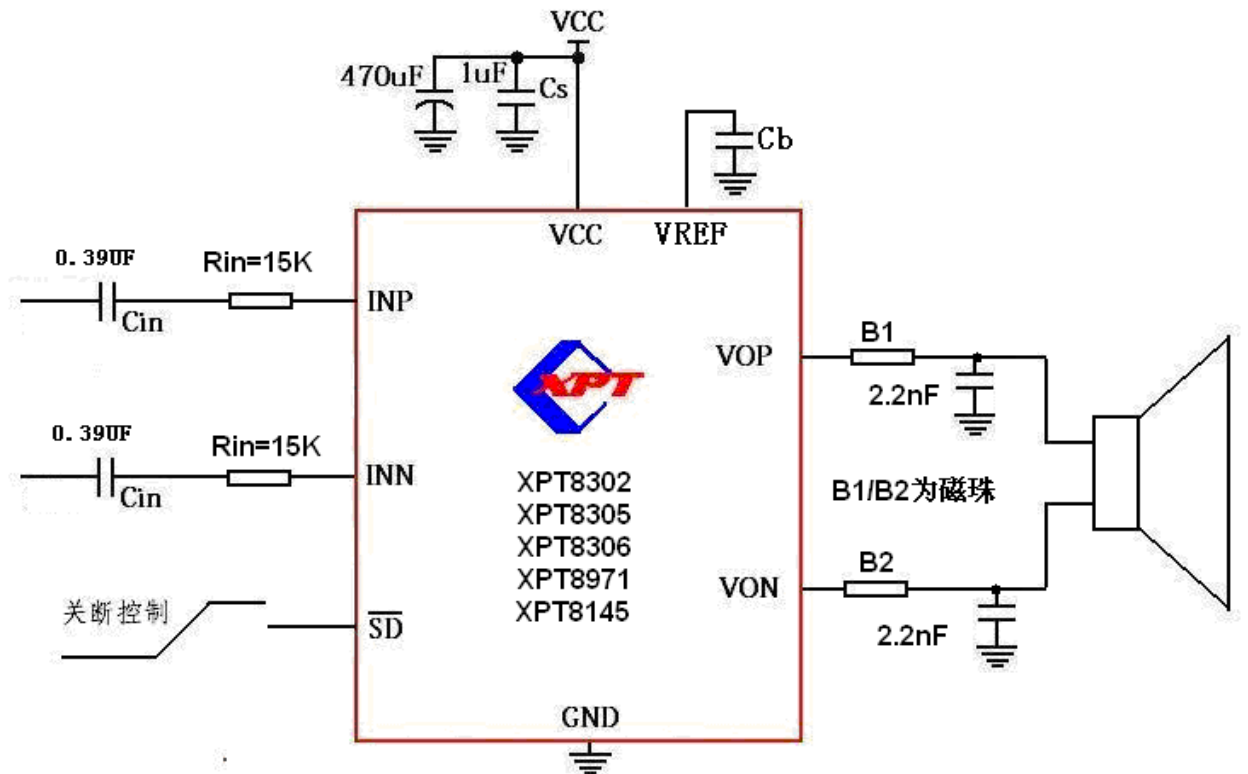 VCC
470uF
1uF
Cs
Cb
VCC
VREF
0.39UF
Rin=15K
Cin
INP
VOP
B1
2.2nF
XPT
0.39UF
Rin=15K
Cin
INN
XPT8302
XPT8305
XPT8306
XPT8971
XPT8145
B1/B2为磁珠
VON
B2
2.2nF
关断控制
SD
GND